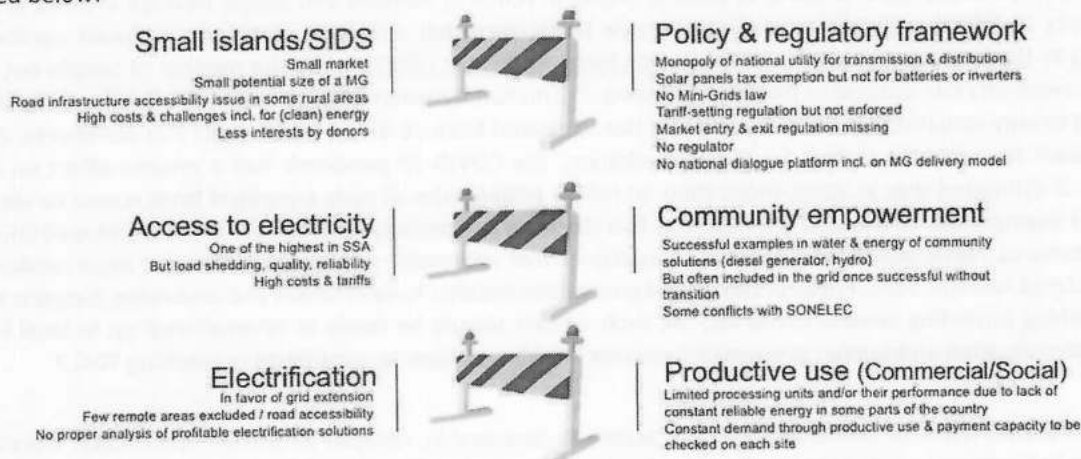 ed below:
Small islands/SIDS
Small market
Small potential size of a MG
Road infrastructure accessibility issue in some rural areas
High costs & challenges incl. for (clean) energy
Less interests by donors
Policy & regulatory framework
Monopoly of national utility for transmission & distribution
Solar panels tax exemption but not for batteries or inverters
No Mini-Grids law
Tariff-setting regulation but not enforced
Market entry & exit regulation missing
No regulator
No national dialogue platform incl. on MG delivery model
Access to electricity
One of the highest in SSA
But load shedding, quality, reliability
High costs & tariffs
Community empowerment
Successful examples in water & energy of community
solutions (diesel generator, hydro)
But often included in the grid once successful without
transition
Some conflicts with SONELEC
Electrification
In favor of grid extension
Few remote areas excluded / road accessibility
No proper analysis of profitable electrification solutions
Productive use (Commercial/Social)
Limited processing units and/or their performance due to lack of
constant reliable energy in some parts of the country
Constant demand through productive use & payment capacity to be
checked on each site